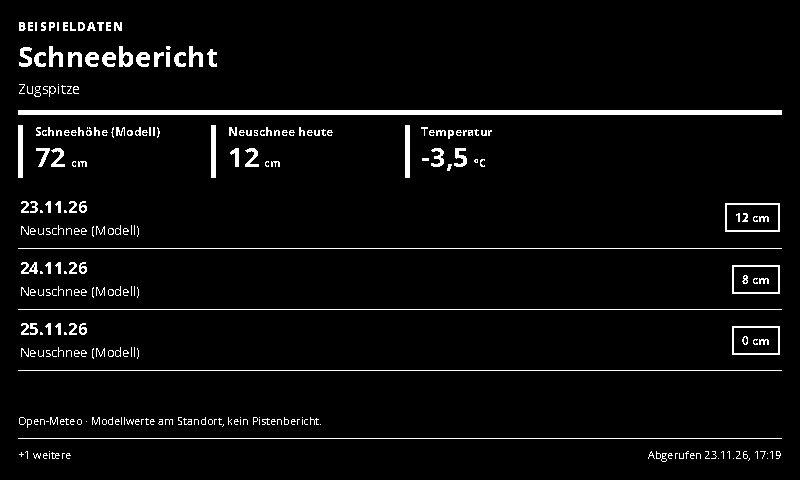 BEISPIELDATEN
Schneebericht
Zugspitze
Schneehöhe (Modell)
72 cm
Neuschnee heute
12 cm
Temperatur
-3,5 °C
23.11.26
Neuschnee (Modell)
12 cm
24.11.26
Neuschnee (Modell)
8 cm
25.11.26
Neuschnee (Modell)
0 cm
Open-Meteo · Modellwerte am Standort, kein Pistenbericht.
+1 weitere
Abgerufen 23.11.26, 17:19